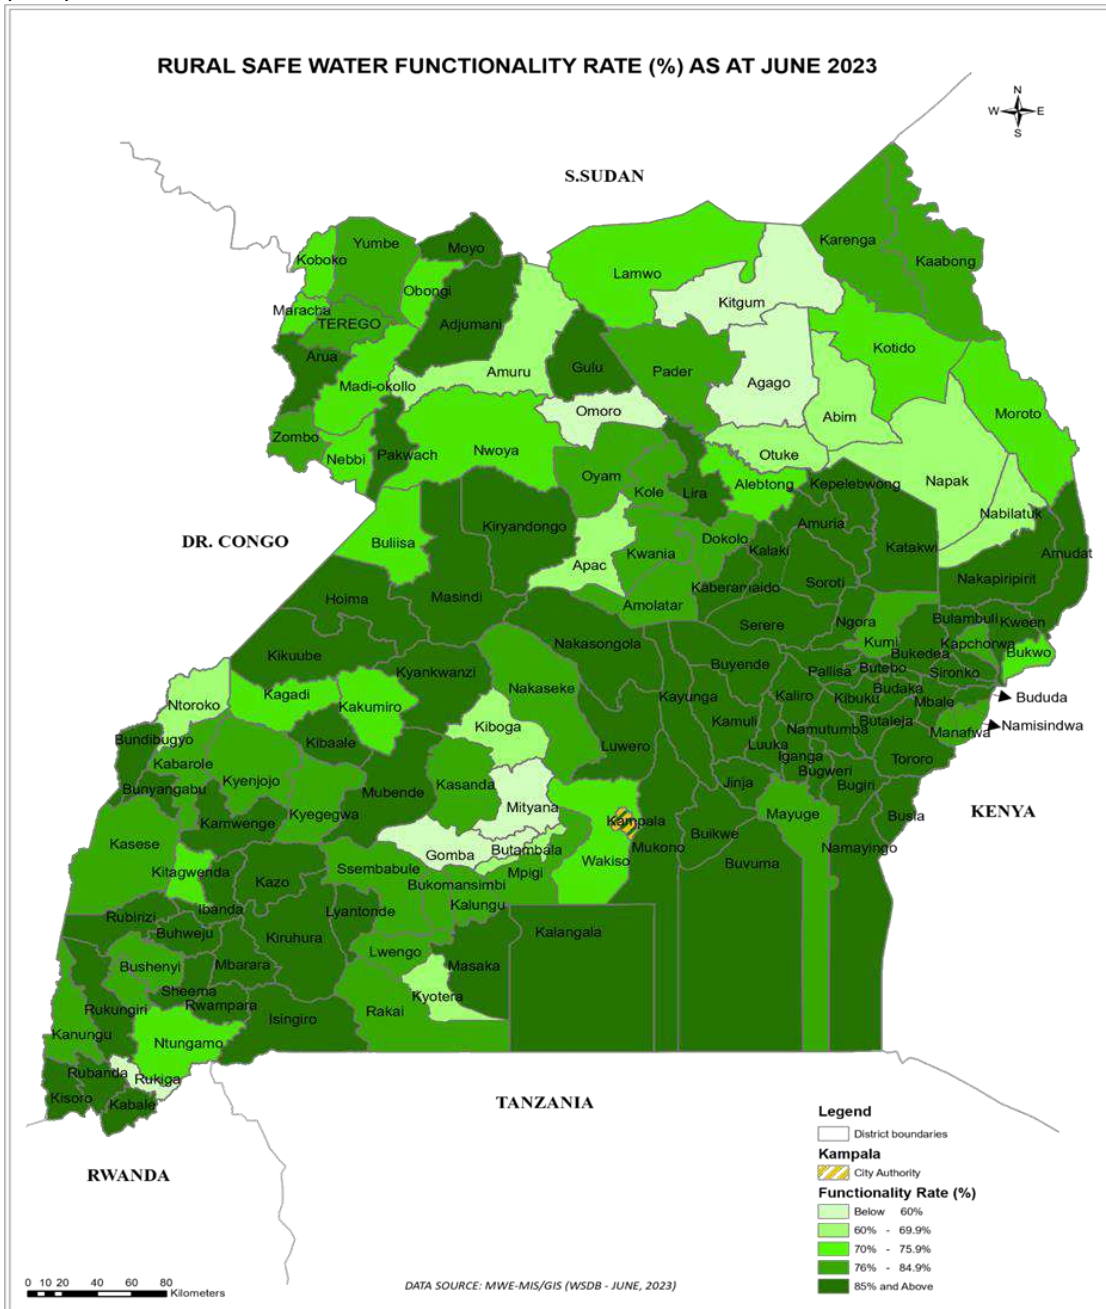 RURAL SAFE WATER FUNCTIONALITY RATE (%) AS AT JUNE 2023
N
W E
S
S.SUDAN
Karenga
Kaabong
Yumbe
Moyo
Koboko
Lamwo
Obongi
Kitgum
Maracha
TEREGO
Adjumani
Arua
Kotido
Amuru
Gulu
Pader
Agago
Madi-okollo
Omoro
Abim
Moroto
Zombo
Nebbi
Pakwach
Nwoya
Otuke
Oyam
Napak
Kole
Lira
Alebtong
Kepelebwong
Nabilatuk
Kiryandongo
Amuria
DR. CONGO
Buliisa
Dokolo
Kalaki
Katakwi
Kwania
Amudat
Apac
Nakapiripirit
Soroti
Kaberamaido
Hoima
Masindi
Amolatar
Serere
Ngora
Bulambuli
Kween
Kumi
Kapchorwa
Nakasongola
Bukedea
Bukwo
Kikuube
Buyende
Pallisa
Butebo
Sironko
Kyankwanzi
Nakaseke
Budaka
Kagadi
Kayunga
Kaliro
Kibuku
Mbale
Bududa
Ntoroko
Kakumiro
Kiboga
Kamuli
Butaleja
Namisindwa
Namutumba
Manafwa
Bundibugyo
Kibaale
Luwero
Luuka
Iganga
Tororo
Kabarole
Kyenjojo
Kasanda
Bugweri
Bunyangabu
Mubende
Jinja
Bugiri
Mityana
Kyegegwa
Kampala
Mayuge
Busia
KENYA
Kamwenge
Buikwe
Kasese
Mukono
Namayingo
Gomba
Butambala
Wakiso
Buvuma
Kitagwenda
Ssembabule
Mpigi
Kazo
Bukomansimbi
Ibanda
Lyantonde
Kalungu
Rubirizi
Buhweju
Kiruhura
Kalangala
Lwengo
Bushenyi
Mbarara
Masaka
Sheema
Kyotera
Rukungiri
Rwampara
Rakai
Isingiro
Kanungu
Ntungamo
Rubanda
Rukiga
Kisoro
Kabale
TANZANIA
RWANDA
Legend
District boundaries
Kampala
City Authority
Functionality Rate (%)
Below 60%
60% - 69.9%
70% - 75.9%
76% - 84.9%
85% and Above
0 10 20 40 60 80
Kilometers
DATA SOURCE: MWE-MIS/GIS (WSDB - JUNE, 2023)